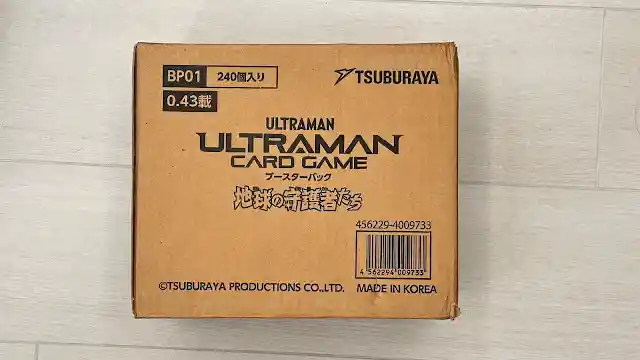 BP01 240個入り
0.43載
TSUBURAYA
ULTRAMAN
ULTRAMAN
CARD GAME
ブースターパック
地球の守護者たち
456229-4009733
4 562294 009733
©TSUBURAYA PRODUCTIONS CO.,LTD. MADE IN KOREA